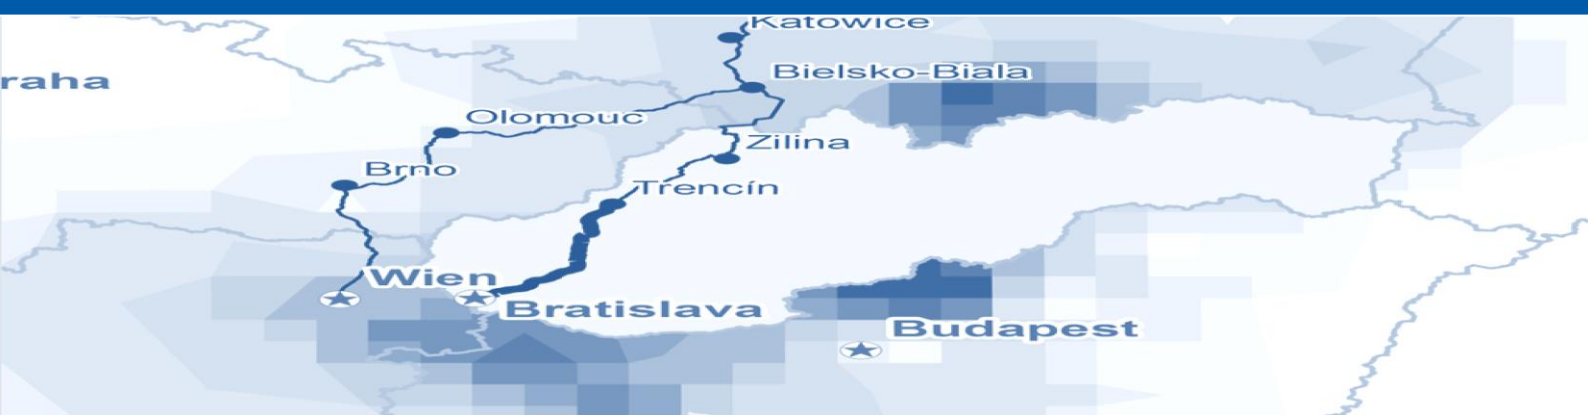 Katowice
raha
Bielsko-Biala
Olomouc
Zilina
Brno
Trencín
Wien
Bratislava
Budapest